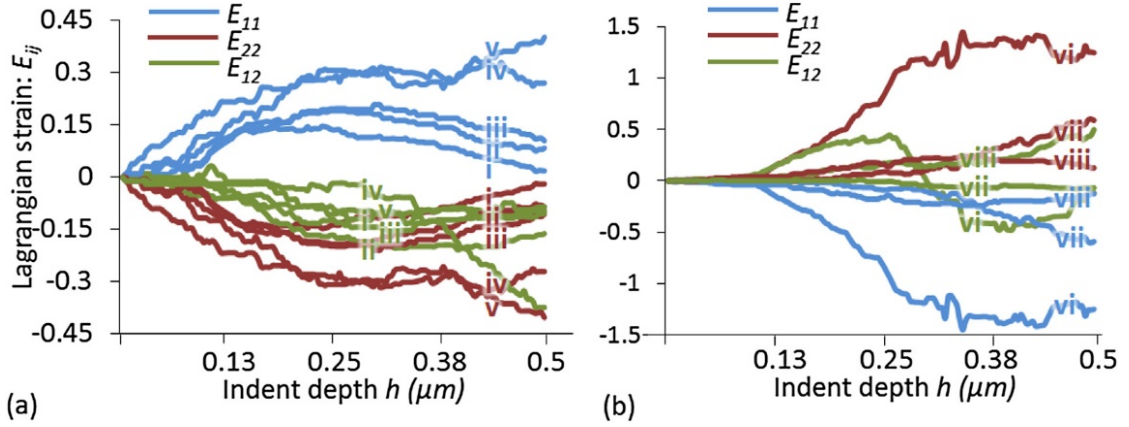 0.45
0.3
0.15
0
-0.15
-0.3
-0.45
Lagrangian strain: Eij
E11
E22
E12
v
iv
iii
ii
i
iv
v
iii
ii
i
ii
iii
iv
v
0.13 0.25 0.38 0.5
Indent depth h (μm)
(a)
1.5
1
0.5
0
-0.5
-1
-1.5
E11
E22
E12
vi
vii
viii
viii
vii
vi
viii
vii
vi
0.13 0.25 0.38 0.5
Indent depth h (μm)
(b)